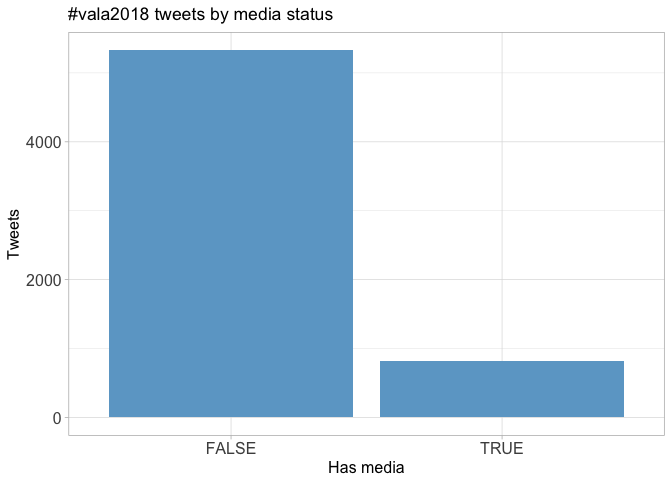 #vala2018 tweets by media status
Tweets
4000
2000
0
FALSE TRUE
Has media